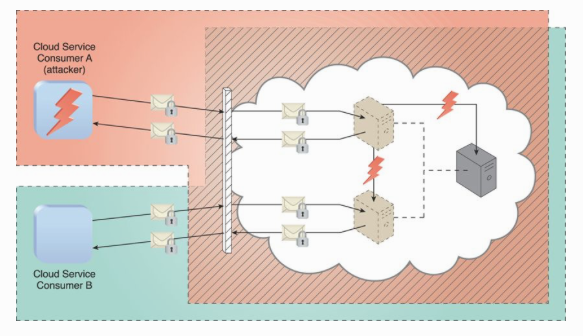 Cloud Service
Consumer A
(attacker)
Cloud Service
Consumer B